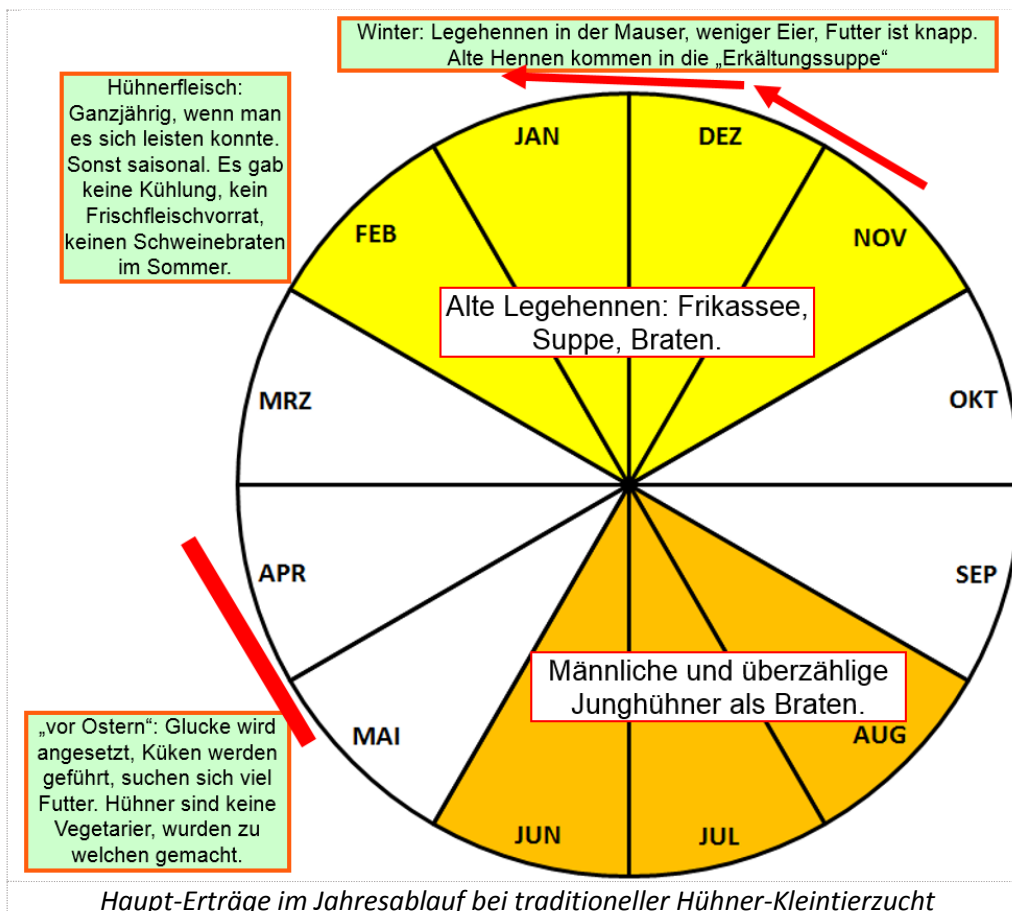 Winter: Legehennen in der Mauser, weniger Eier, Futter ist knapp.
Alte Hennen kommen in die „Erkältungssuppe“
Hühnerfleisch:
Ganzjährig, wenn man
es sich leisten konnte.
Sonst saisonal. Es gab
keine Kühlung, kein
Frischfleischvorrat,
keinen Schweinebraten
im Sommer.
JAN
DEZ
FEB
NOV
Alte Legehennen: Frikassee,
Suppe, Braten.
MRZ
OKT
APR
SEP
Männliche und überzählige
Junghühner als Braten.
MAI
AUG
JUN
JUL
„vor Ostern“: Glucke wird
angesetzt, Küken werden
geführt, suchen sich viel
Futter. Hühner sind keine
Vegetarier, wurden zu
welchen gemacht.
Haupt-Erträge im Jahresablauf bei traditioneller Hühner-Kleintierzucht